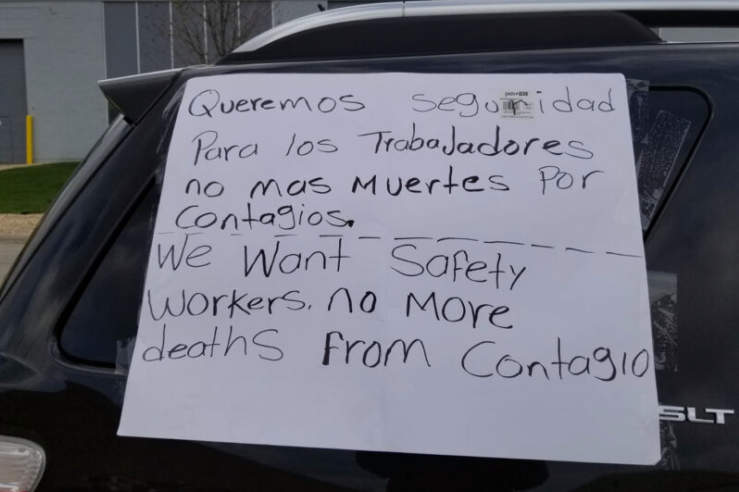 Queremos seguridad
Para los Trabajadores
no mas Muertes Por
Contagios.
We Want Safety
Workers. no More
deaths From Contagio
SLT